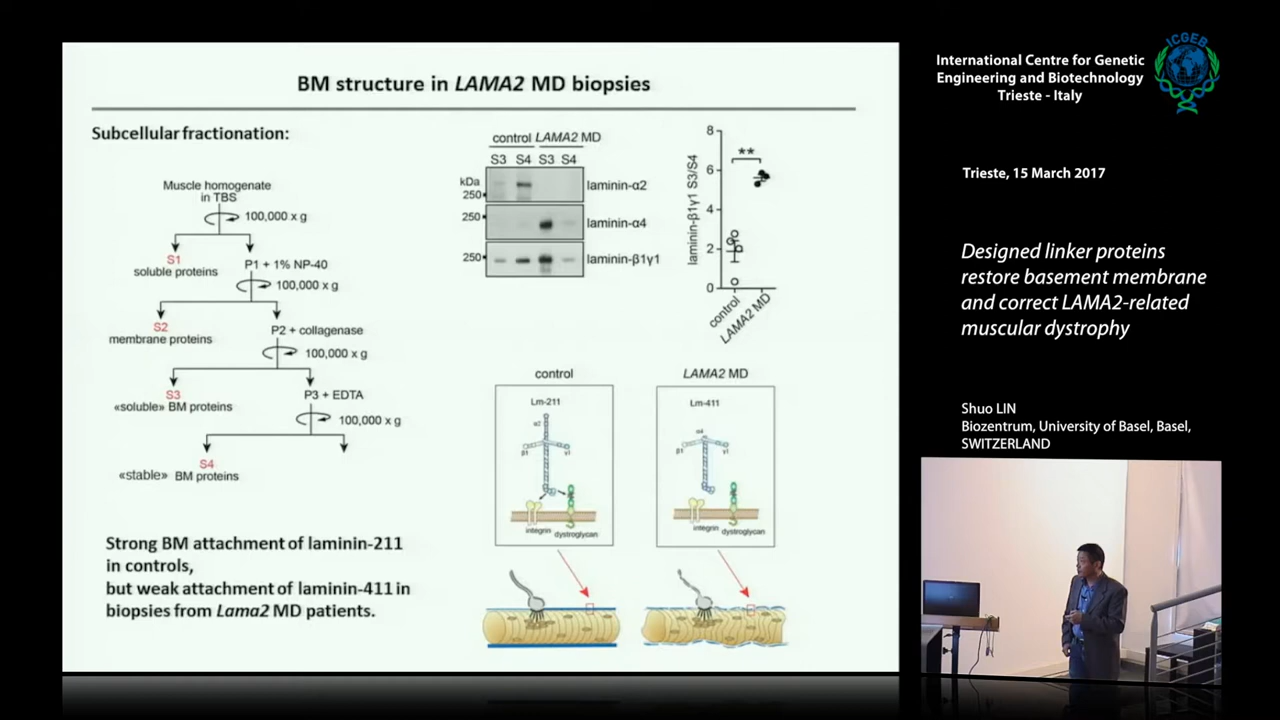 BM structure in LAMA2 MD biopsies
Subcellular fractionation:
Muscle homogenate
in TBS
100,000 x g
S1
soluble proteins
P1 + 1% NP-40
100,000 x g
S2
membrane proteins
P2 + collagenase
100,000 x g
S3
«soluble» BM proteins
P3 + EDTA
100,000 x g
S4
«stable» BM proteins
Strong BM attachment of laminin-211
in controls,
but weak attachment of laminin-411 in
biopsies from Lama2 MD patients.
control LAMA2 MD
S3 S4 S3 S4
kDa
250
laminin-α2
250
laminin-α4
250
laminin-β1γ1
laminin-β1γ1 S3/S4
8
6
4
2
0
**
control
LAMA2 MD
control
Lm-211
α2
β1
γ1
integrin
dystroglycan
LAMA2 MD
Lm-411
α4
β1
γ1
integrin
dystroglycan
International Centre for Genetic
Engineering and Biotechnology
Trieste - Italy
ICGEB
Trieste, 15 March 2017
Designed linker proteins
restore basement membrane
and correct LAMA2-related
muscular dystrophy
Shuo LIN
Biozentrum, University of Basel, Basel,
SWITZERLAND